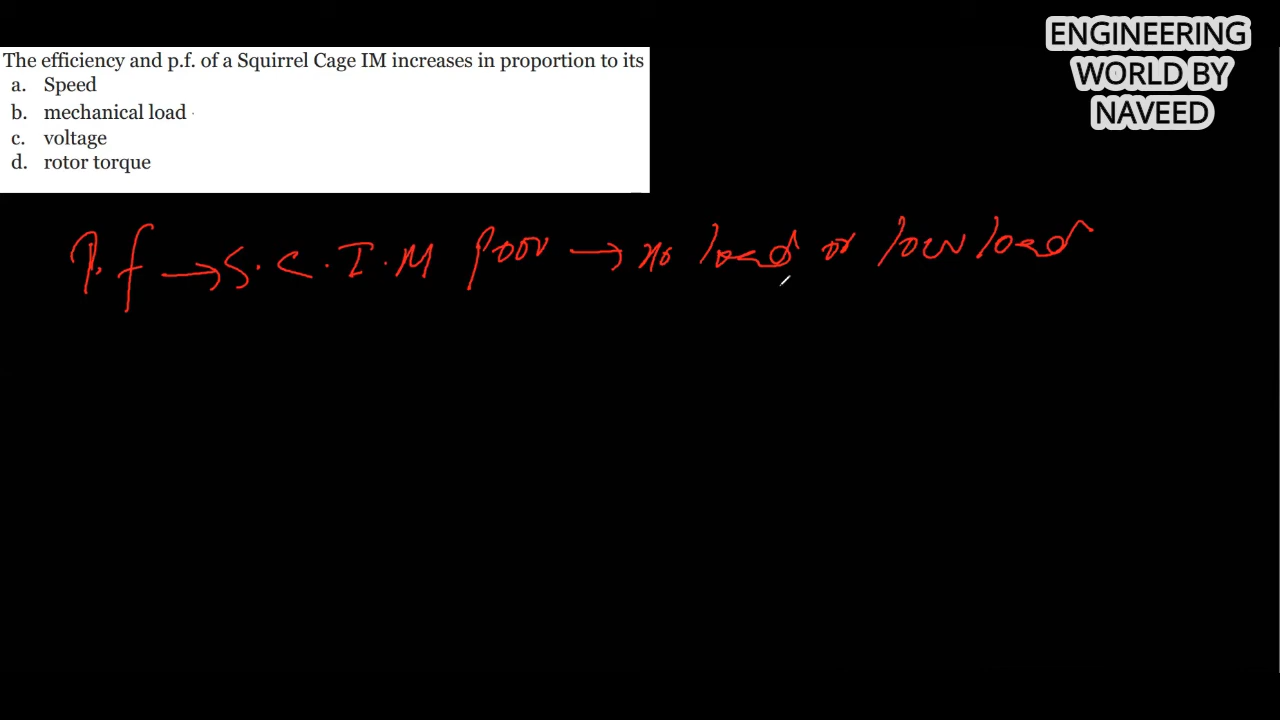 ENGINEERING
WORLD BY
NAVEED
The efficiency and p.f. of a Squirrel Cage IM increases in proportion to its
a. Speed
b. mechanical load
c. voltage
d. rotor torque
P.f → S.C.I.M poor → no load or low load